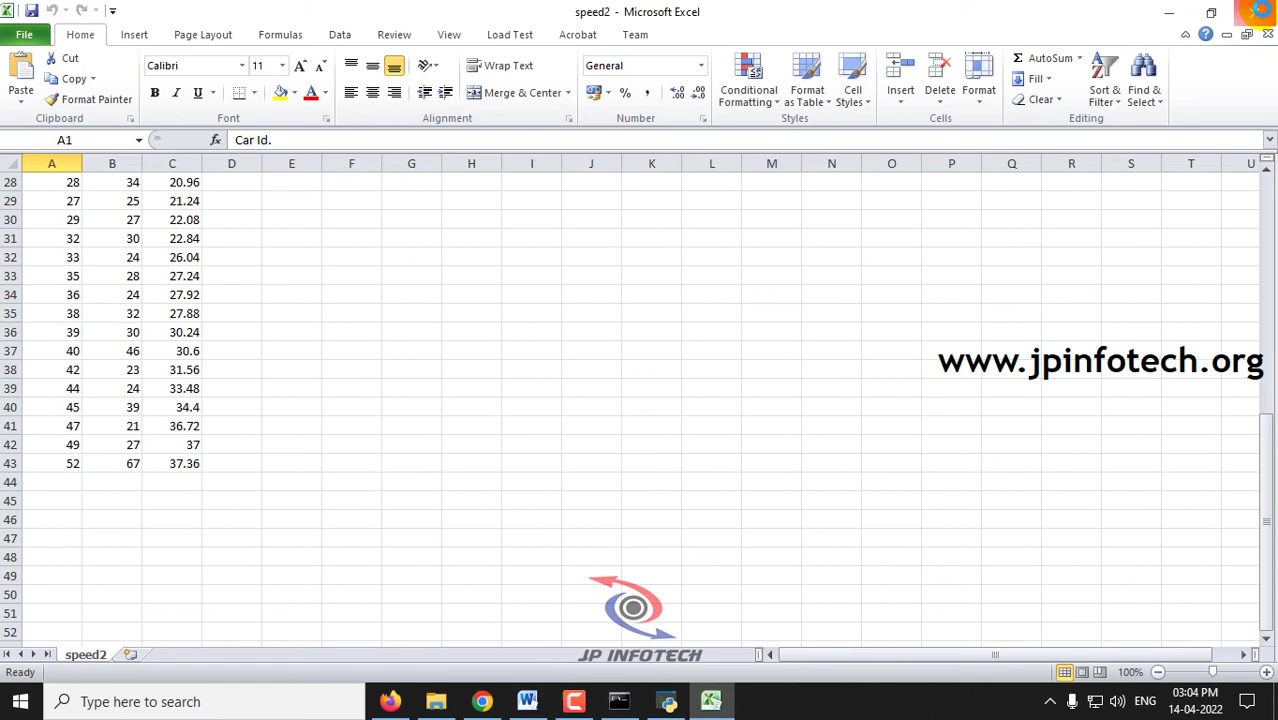 speed2 - Microsoft Excel
File Home Insert Page Layout Formulas Data Review View Load Test Acrobat Team
Paste Cut Copy Format Painter Clipboard
Calibri 11 A A B I U A Font
Wrap Text Merge & Center Alignment
General % , Number
Conditional Formatting Format as Table Cell Styles Styles
Insert Delete Format Cells
Σ AutoSum Fill Clear Sort & Filter Find & Select Editing
A1 fx Car Id.
A B C D E F G H I J K L M N O P Q R S T U
28 28 34 20.96
29 27 25 21.24
30 29 27 22.08
31 32 30 22.84
32 33 24 26.04
33 35 28 27.24
34 36 24 27.92
35 38 32 27.88
36 39 30 30.24
37 40 46 30.6
38 42 23 31.56
39 44 24 33.48
40 45 39 34.4
41 47 21 36.72
42 49 27 37
43 52 67 37.36
44
45
46
47
48
49
50
51
52
www.jpinfotech.org
JP INFOTECH
speed2
Ready 100%
Type here to search
ENG 03:04 PM
14-04-2022